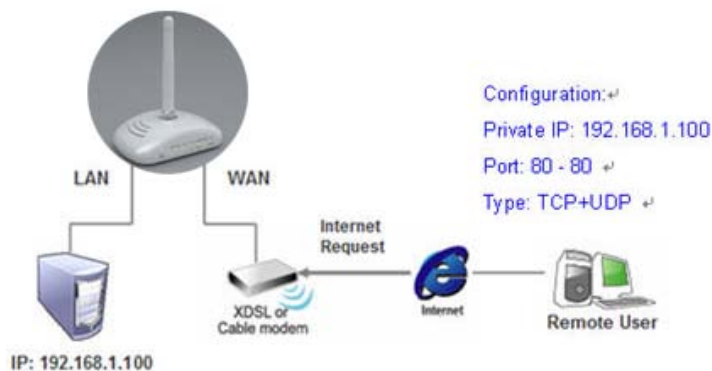 Configuration:↵
Private IP: 192.168.1.100
Port: 80 - 80 ↵
Type: TCP+UDP ↵
LAN
WAN
Internet
Request
XDSL or
Cable modem
Internet
Remote User
IP: 192.168.1.100